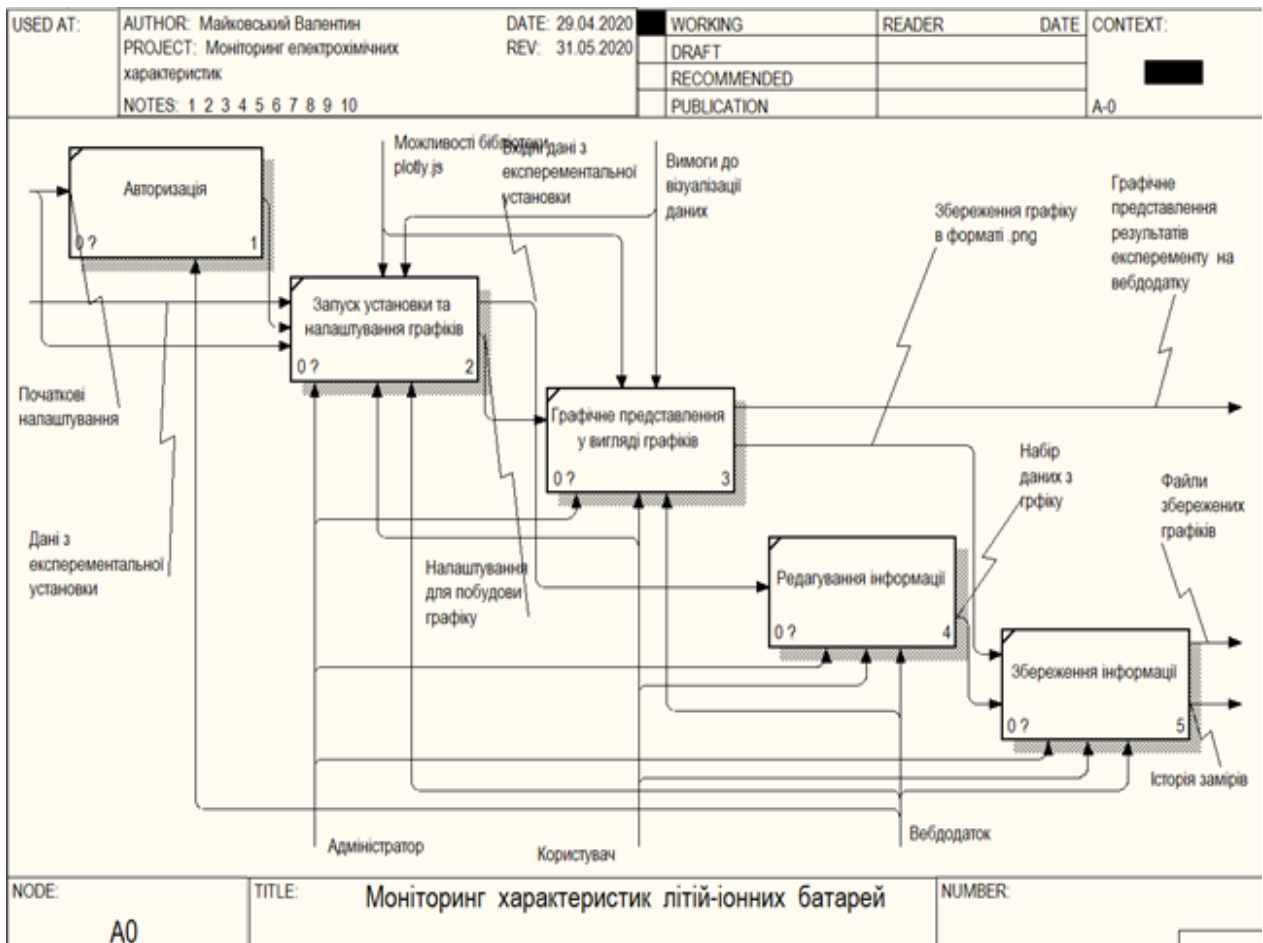 USED AT:
AUTHOR: Майковський Валентин
DATE: 29.04.2020
PROJECT: Моніторинг електрохімічних
характеристик
REV: 31.05.2020
NOTES: 1 2 3 4 5 6 7 8 9 10
WORKING
DRAFT
RECOMMENDED
PUBLICATION
READER
DATE
CONTEXT:
A-0
Можливості бібліотеки
plotly.js
Вхідні дані з
експерементальної
установки
Вимоги до
візуалізації
даних
Графічне
представлення
результатів
експеременту на
вебдодатку
Збереження графіку
в форматі .png
Авторизація
0 ?
1
Запуск установки та
налаштування графіків
0 ?
2
Початкові
налаштування
Графічне представлення
у вигляді графіків
0 ?
3
Набір
даних з
грфіку
Файли
збережених
графіків
Дані з
експерементальної
установки
Налаштування
для побудови
графіку
Редагування інформації
0 ?
4
Збереження інформації
0 ?
5
Історія замірів
Адміністратор
Користувач
Вебдодаток
NODE:
A0
TITLE:
Моніторинг характеристик літій-іонних батарей
NUMBER: